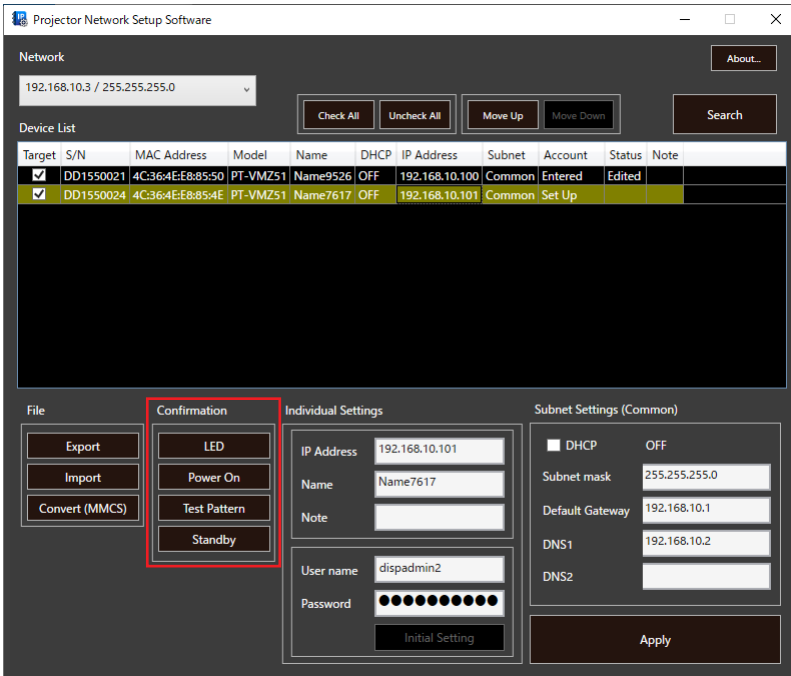 Projector Network Setup Software
Network
About...
192.168.10.3 / 255.255.255.0
Check All Uncheck All Move Up Move Down Search
Device List
Target S/N MAC Address Model Name DHCP IP Address Subnet Account Status Note
DD1550021 4C:36:4E:E8:85:50 PT-VMZ51 Name9526 OFF 192.168.10.100 Common Entered Edited
DD1550024 4C:36:4E:E8:85:4E PT-VMZ51 Name7617 OFF 192.168.10.101 Common Set Up
File
Export
Import
Convert (MMCS)
Confirmation
LED
Power On
Test Pattern
Standby
Individual Settings
IP Address 192.168.10.101
Name Name7617
Note
User name dispadmin2
Password ●●●●●●●●●●
Initial Setting
Subnet Settings (Common)
DHCP OFF
Subnet mask 255.255.255.0
Default Gateway 192.168.10.1
DNS1 192.168.10.2
DNS2
Apply